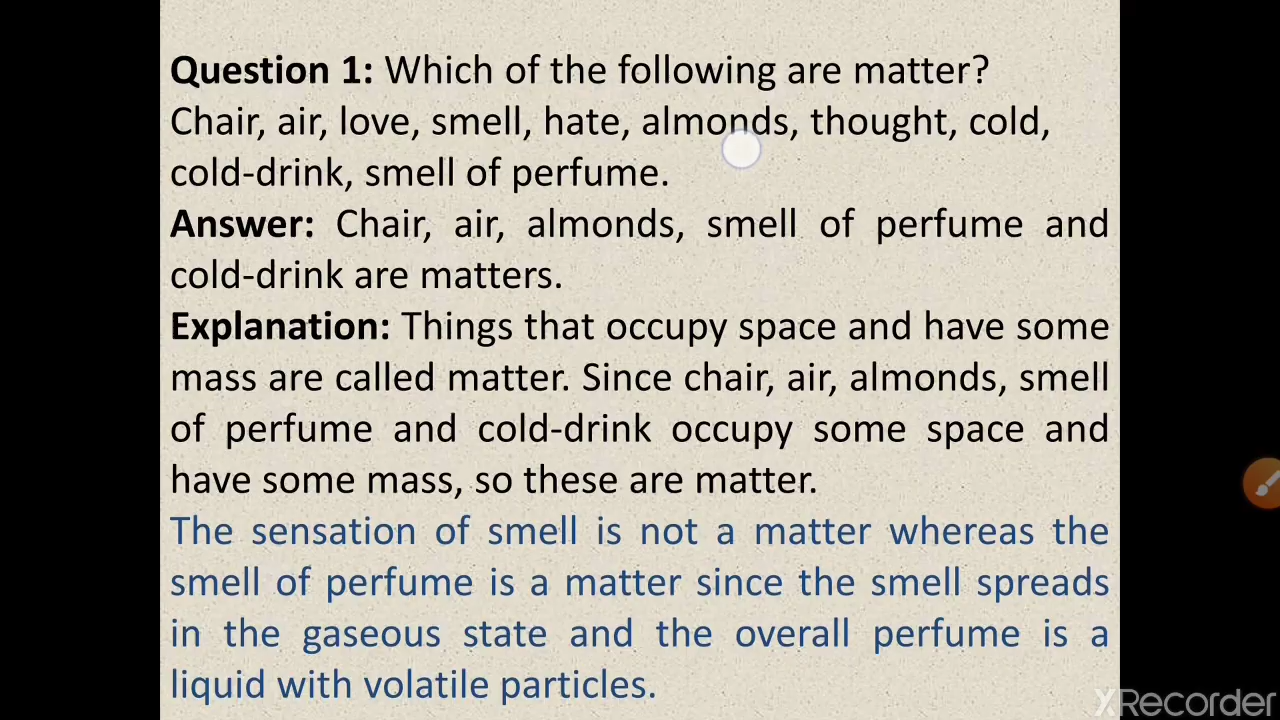 Question 1: Which of the following are matter?
Chair, air, love, smell, hate, almonds, thought, cold,
cold-drink, smell of perfume.
Answer: Chair, air, almonds, smell of perfume and
cold-drink are matters.
Explanation: Things that occupy space and have some
mass are called matter. Since chair, air, almonds, smell
of perfume and cold-drink occupy some space and
have some mass, so these are matter.
The sensation of smell is not a matter whereas the
smell of perfume is a matter since the smell spreads
in the gaseous state and the overall perfume is a
liquid with volatile particles.
XRecorder